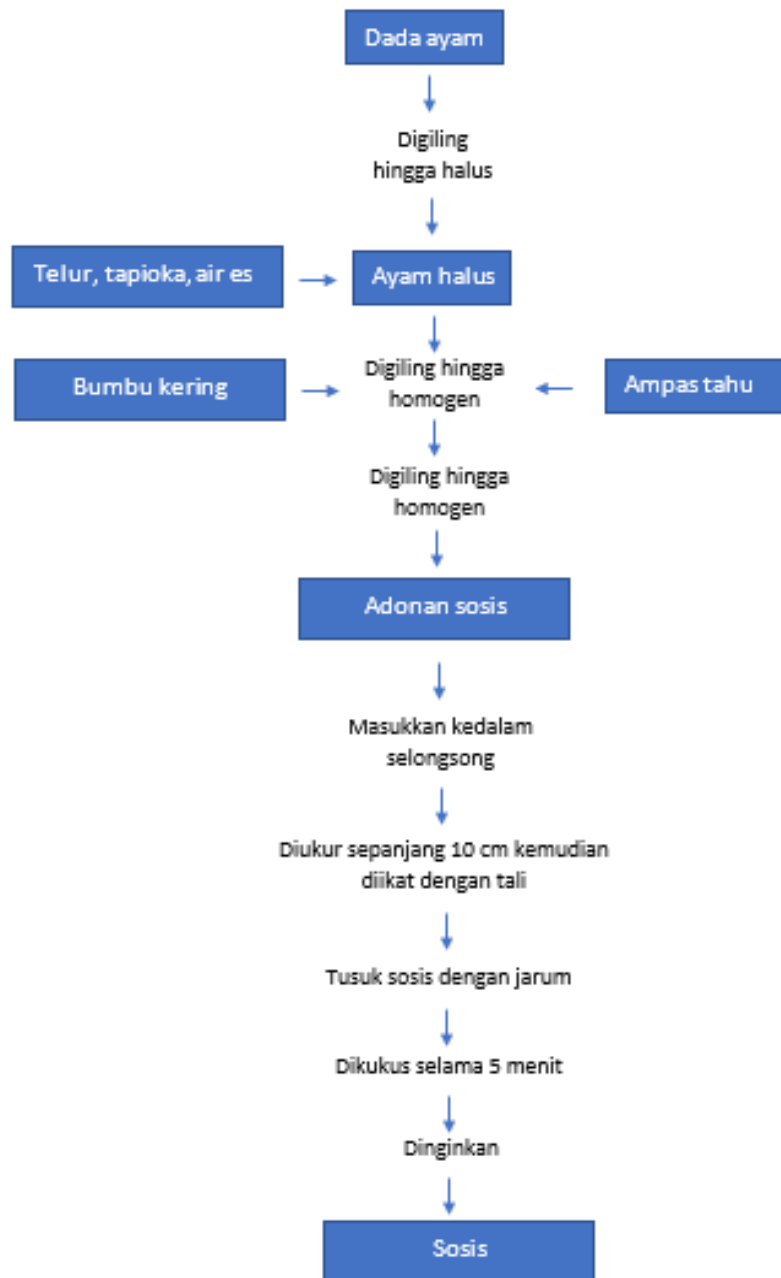 Dada ayam
Digiling
hingga halus
Telur, tapioka, air es
Ayam halus
Bumbu kering
Digiling hingga
homogen
Ampas tahu
Digiling hingga
homogen
Adonan sosis
Masukkan kedalam
selongsong
Diukur sepanjang 10 cm kemudian
diikat dengan tali
Tusuk sosis dengan jarum
Dikukus selama 5 menit
Dinginkan
Sosis